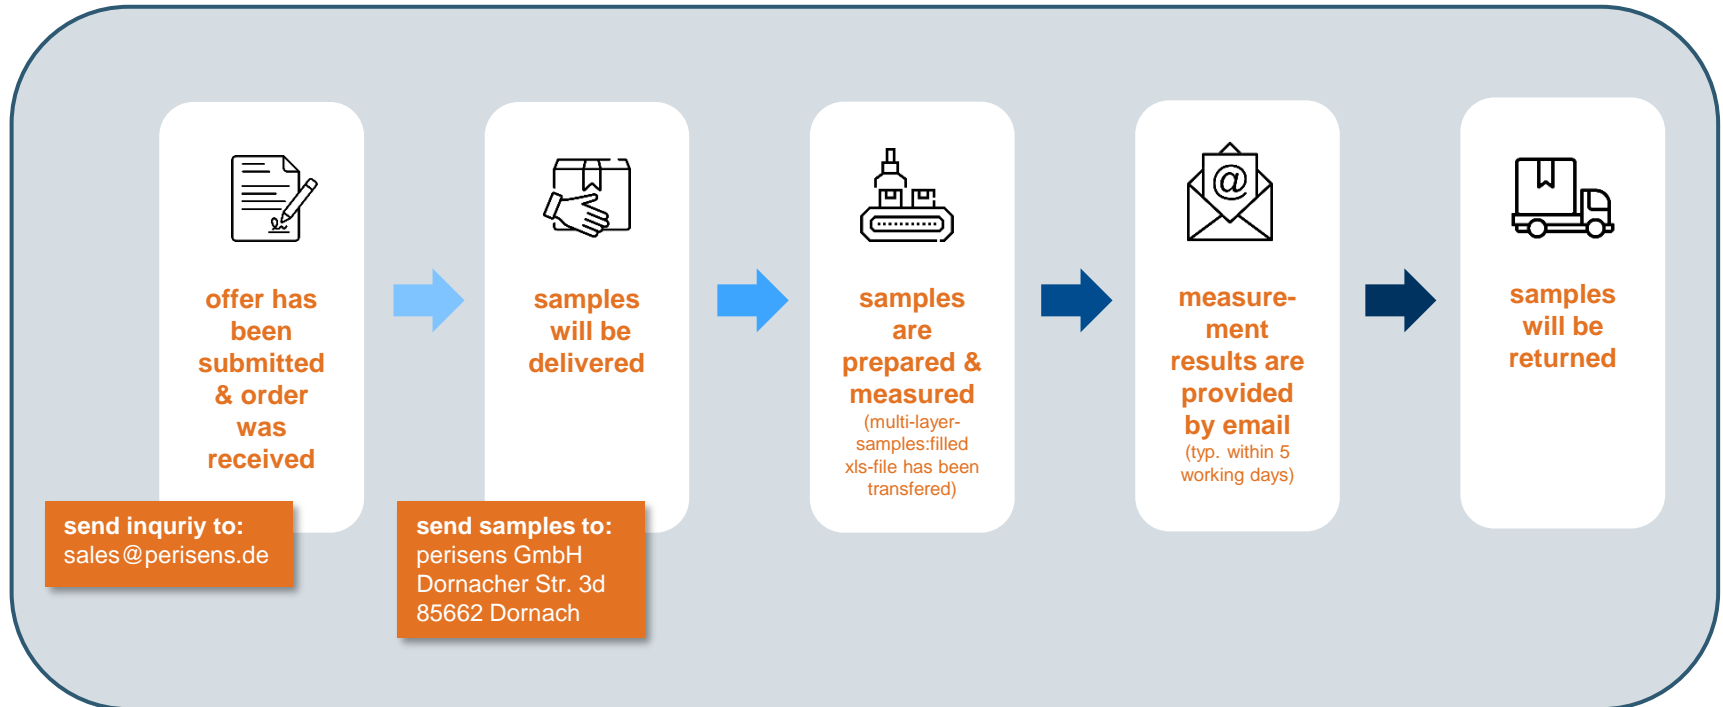 offer has
been
submitted
& order
was
received
send inquriy to:
sales@perisens.de
samples
will be
delivered
send samples to:
perisens GmbH
Dornacher Str. 3d
85662 Dornach
samples
are
prepared &
measured
(multi-layer-
samples:filled
xls-file has been
transfered)
@
measure-
ment
results are
provided
by email
(typ. within 5
working days)
samples
will be
returned